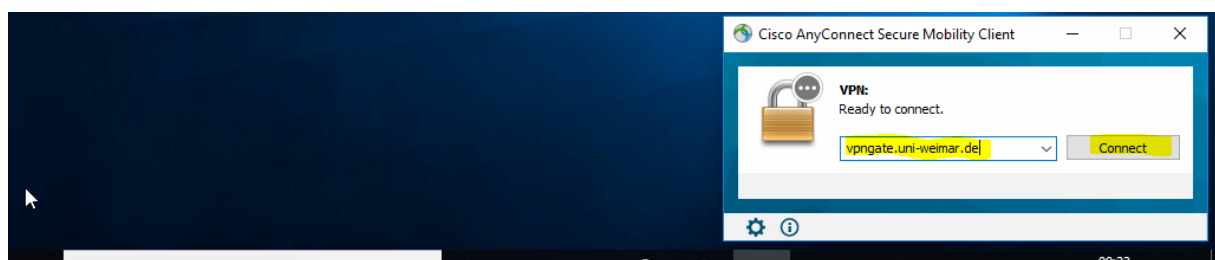 Cisco AnyConnect Secure Mobility Client
VPN:
Ready to connect.
vpngate.uni-weimar.de
Connect